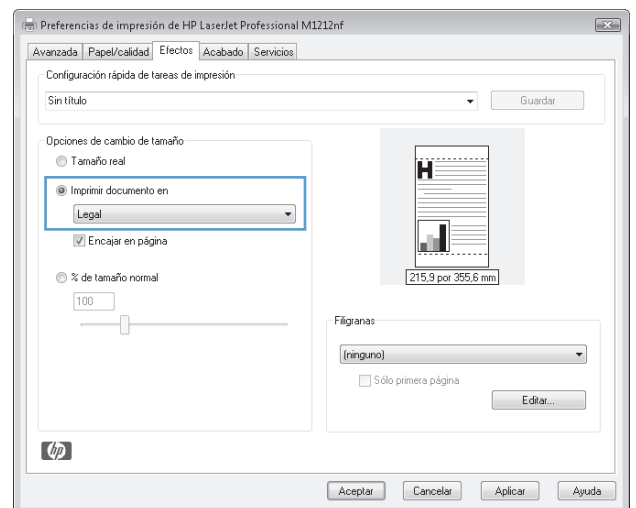 Preferencias de impresión de HP LaserJet Professional M1212nf
Avanzada Papel/calidad Efectos Acabado Servicios
Configuración rápida de tareas de impresión
Sin título Guardar
Opciones de cambio de tamaño
Tamaño real
Imprimir documento en
Legal
Encajar en página
% de tamaño normal
100
H
215,9 por 355,6 mm
Filigranas
(ninguno)
Sólo primera página
Editar...
hp
Aceptar Cancelar Aplicar Ayuda